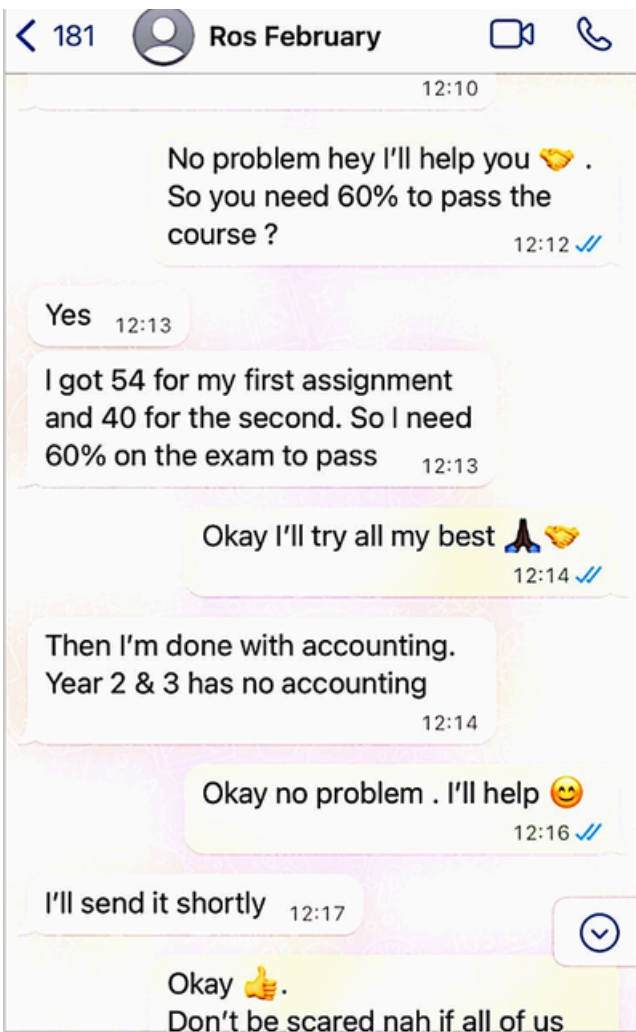 181 Ros February
12:10
No problem hey I'll help you 🤝 .
So you need 60% to pass the
course ?
12:12
Yes 12:13
I got 54 for my first assignment
and 40 for the second. So I need
60% on the exam to pass 12:13
Okay I'll try all my best 🙏🏿🤝
12:14
Then I'm done with accounting.
Year 2 & 3 has no accounting
12:14
Okay no problem . I'll help 😊
12:16
I'll send it shortly 12:17
Okay 👍.
Don't be scared nah if all of us